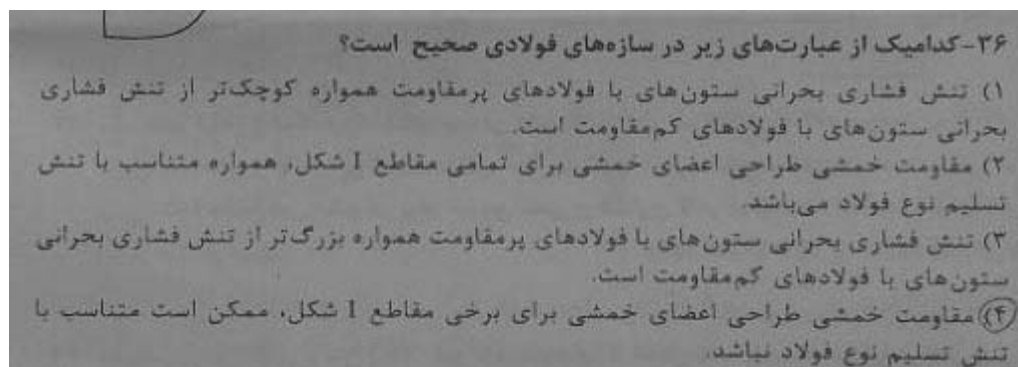 ۳۶-کدامیک از عبارت‌های زیر در سازه‌های فولادی صحیح است؟
۱) تنش فشاری بحرانی ستون‌های با فولادهای پرمقاومت همواره کوچک‌تر از تنش فشاری
بحرانی ستون‌های با فولادهای کم‌مقاومت است.
۲) مقاومت خمشی طراحی اعضای خمشی برای تمامی مقاطع I شکل، همواره متناسب با تنش
تسلیم نوع فولاد می‌باشد.
۳) تنش فشاری بحرانی ستون‌های با فولادهای پرمقاومت همواره بزرگ‌تر از تنش فشاری بحرانی
ستون‌های با فولادهای کم‌مقاومت است.
۴) مقاومت خمشی طراحی اعضای خمشی برای برخی مقاطع I شکل، ممکن است متناسب با
تنش تسلیم نوع فولاد نباشد.